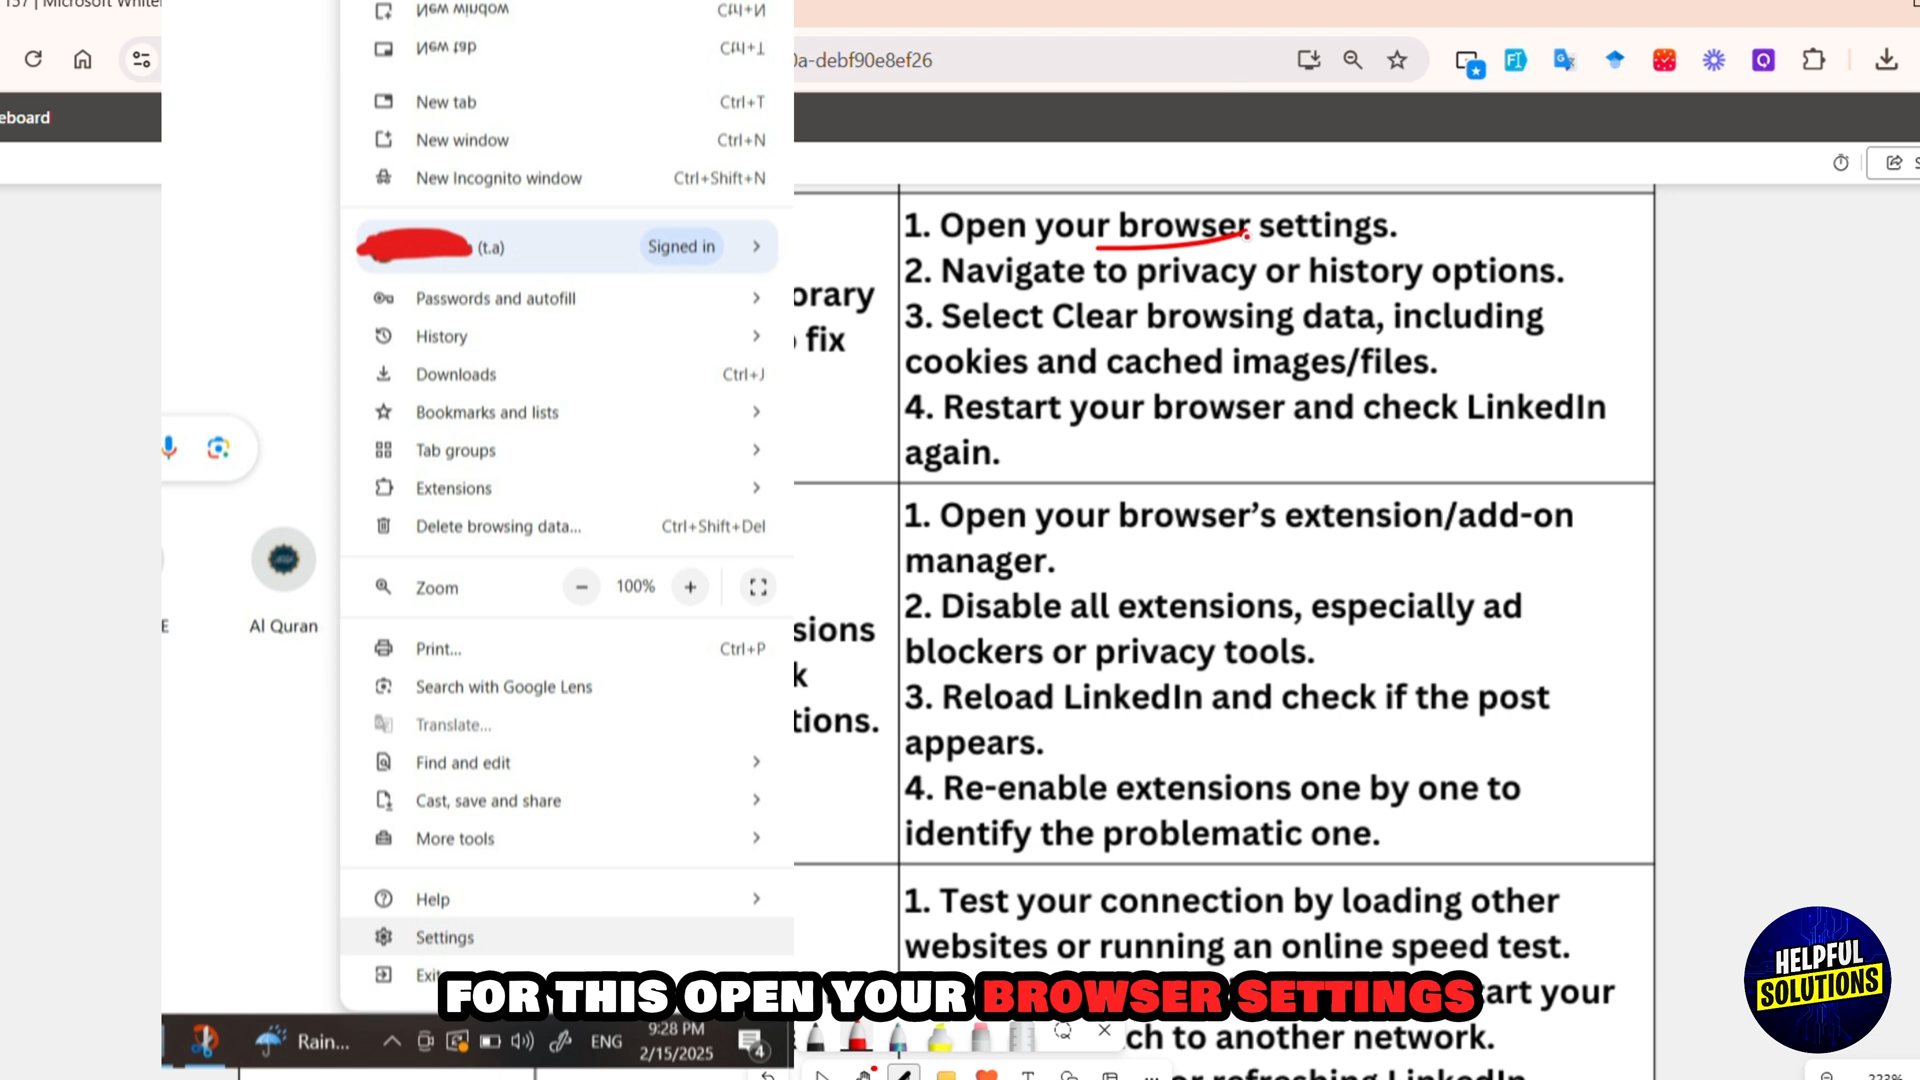 157 | Microsoft White
0a-debf90e8ef26
eboard
New window Ctrl+N
New tab Ctrl+T
New tab Ctrl+T
New window Ctrl+N
New Incognito window Ctrl+Shift+N
(t.a) Signed in
Passwords and autofill
History
Downloads Ctrl+J
Bookmarks and lists
Tab groups
Extensions
Delete browsing data... Ctrl+Shift+Del
Zoom − 100% +
Print... Ctrl+P
Search with Google Lens
Translate...
Find and edit
Cast, save and share
More tools
Help
Settings
Exit
E
Al Quran
orary
fix
1. Open your browser settings.
2. Navigate to privacy or history options.
3. Select Clear browsing data, including
cookies and cached images/files.
4. Restart your browser and check LinkedIn
again.
sions
k
tions.
1. Open your browser’s extension/add-on
manager.
2. Disable all extensions, especially ad
blockers or privacy tools.
3. Reload LinkedIn and check if the post
appears.
4. Re-enable extensions one by one to
identify the problematic one.
1. Test your connection by loading other
websites or running an online speed test.
tart your
ch to another network.
or refreshing LinkedIn
FOR THIS OPEN YOUR BROWSER SETTINGS
HELPFUL
SOLUTIONS
Rain...
ENG
9:28 PM
2/15/2025
4
223%